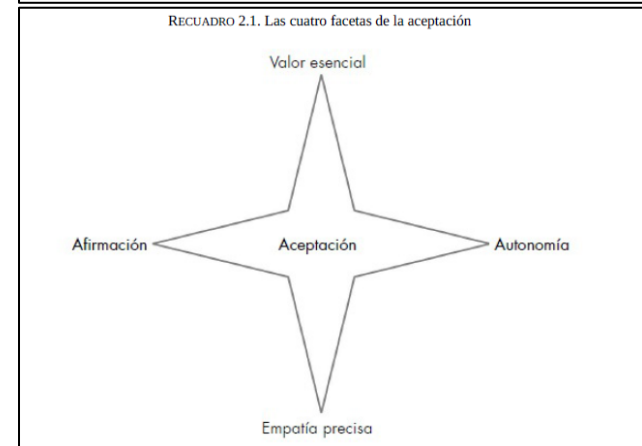 RECUADRO 2.1. Las cuatro facetas de la aceptación
Valor esencial
Afirmación Aceptación Autonomía
Empatía precisa